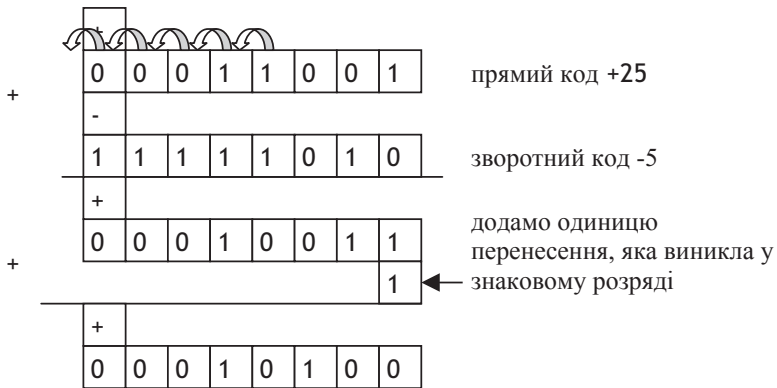 +
0 0 0 1 1 0 0 1 прямий код +25
+
-
1 1 1 1 1 0 1 0 зворотний код -5
+
0 0 0 1 0 0 1 1 додамо одиницю
перенесення, яка виникла у
+
1 знаковому розряді
+
0 0 0 1 0 1 0 0